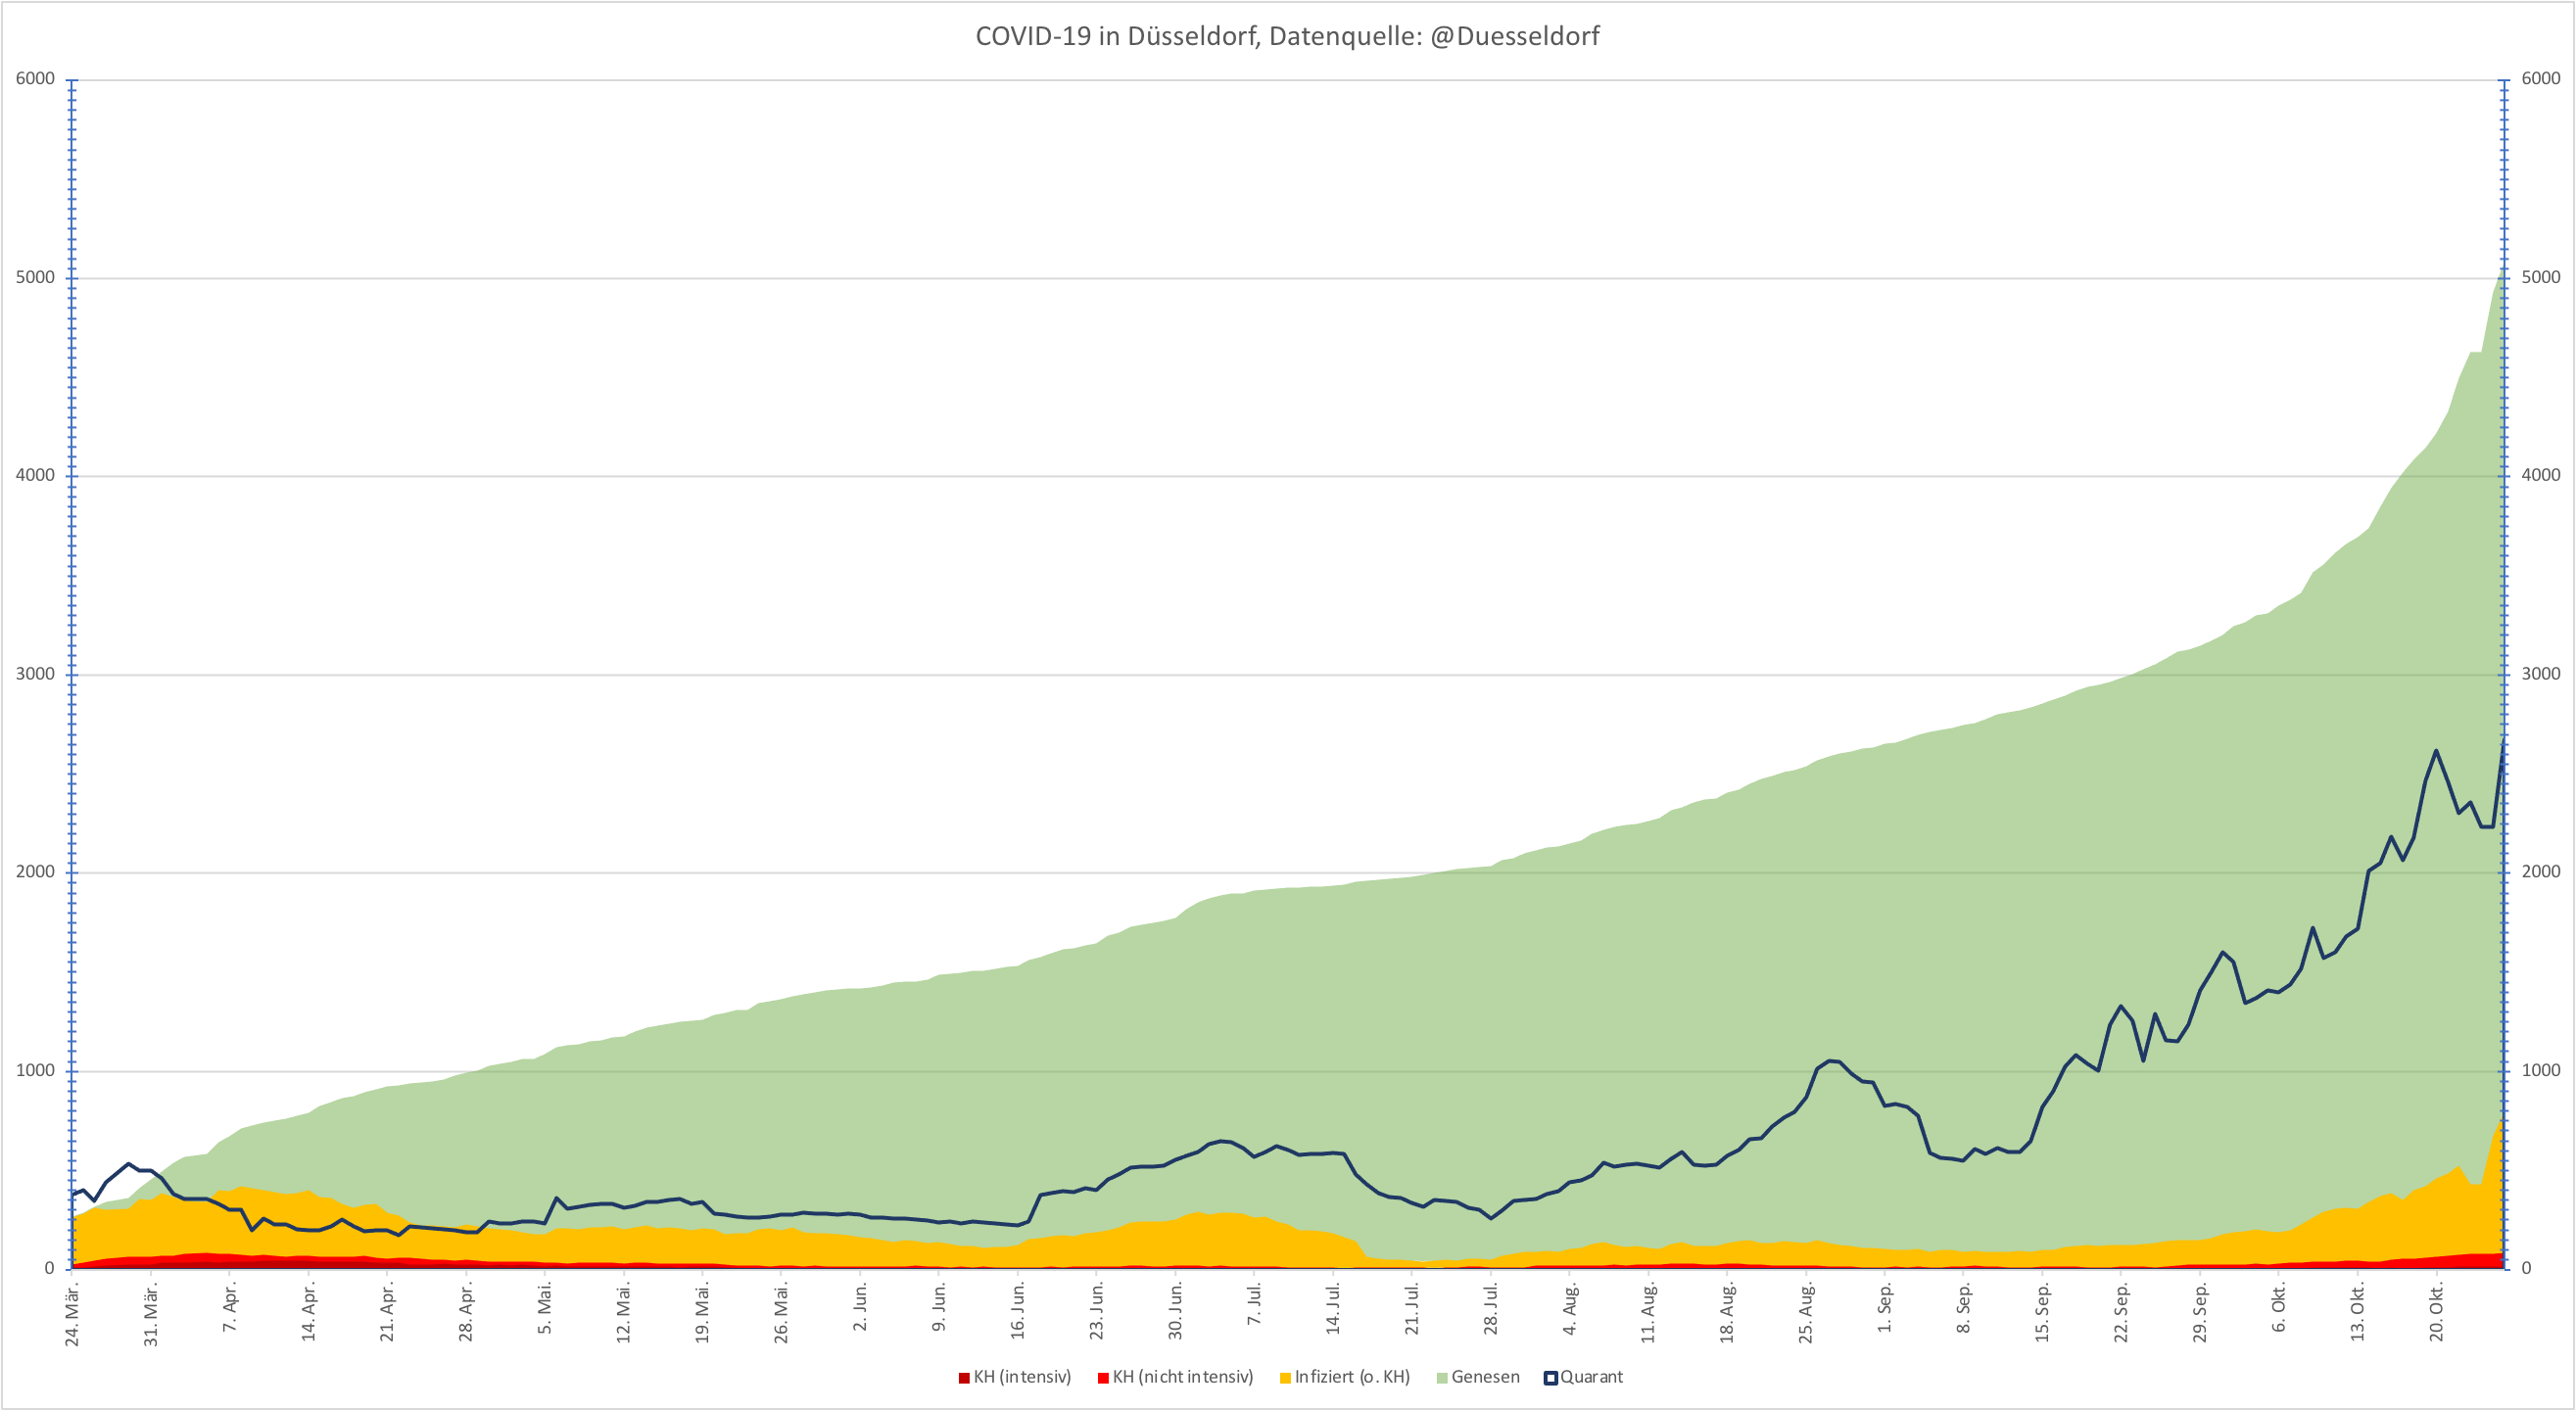 COVID-19 in Düsseldorf, Datenquelle: @Duesseldorf
6000
5000
4000
3000
2000
1000
0
6000
5000
4000
3000
2000
1000
0
24. Mär.
31. Mär.
7. Apr.
14. Apr.
21. Apr.
28. Apr.
5. Mai.
12. Mai.
19. Mai.
26. Mai.
2. Jun.
9. Jun.
16. Jun.
23. Jun.
30. Jun.
7. Jul.
14. Jul.
21. Jul.
28. Jul.
4. Aug.
11. Aug.
18. Aug.
25. Aug.
1. Sep.
8. Sep.
15. Sep.
22. Sep.
29. Sep.
6. Okt.
13. Okt.
20. Okt.
KH (intensiv) KH (nicht intensiv) Infiziert (o. KH) Genesen Quarant